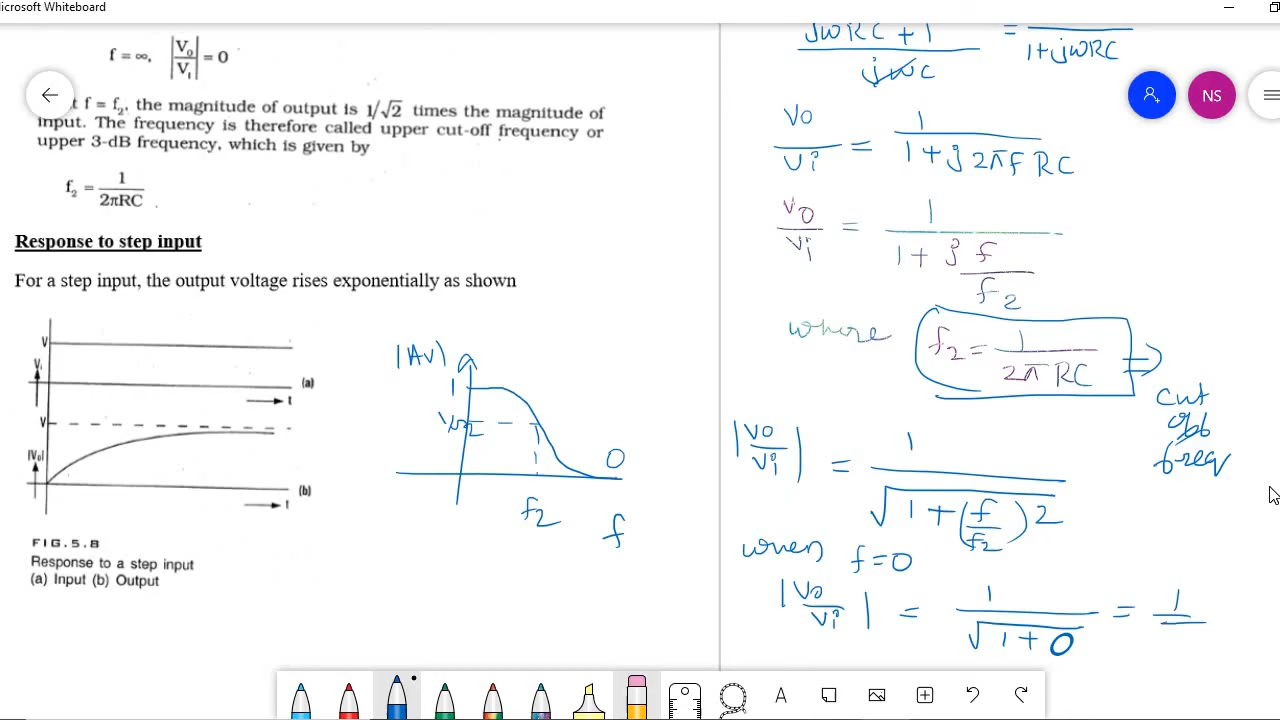 icrosoft Whiteboard
f = ∞, |V₀/V₁| = 0
t f = f₂, the magnitude of output is 1/√2 times the magnitude of
input. The frequency is therefore called upper cut-off frequency or
upper 3-dB frequency, which is given by
f₂ = 1/2πRC .
Response to step input
For a step input, the output voltage rises exponentially as shown
V
Vᵢ
(a)
t
V
|V₀|
(b)
t
FIG.5.8
Response to a step input
(a) Input (b) Output
|AV|
1
1/√2
0
f₂
f
jωRC + 1 / jωC = / 1+jωRC
Vo/Vi = 1 / 1 + j 2πf RC
Vo/Vi = 1 / 1 + j f/f₂
where f₂ = 1 / 2π RC ⇒
cut
off
freq
|Vo/Vi| = 1 / √1 + (f/f₂)2
when f=0
|Vo/Vi| = 1 / √1+0 = 1
NS
A